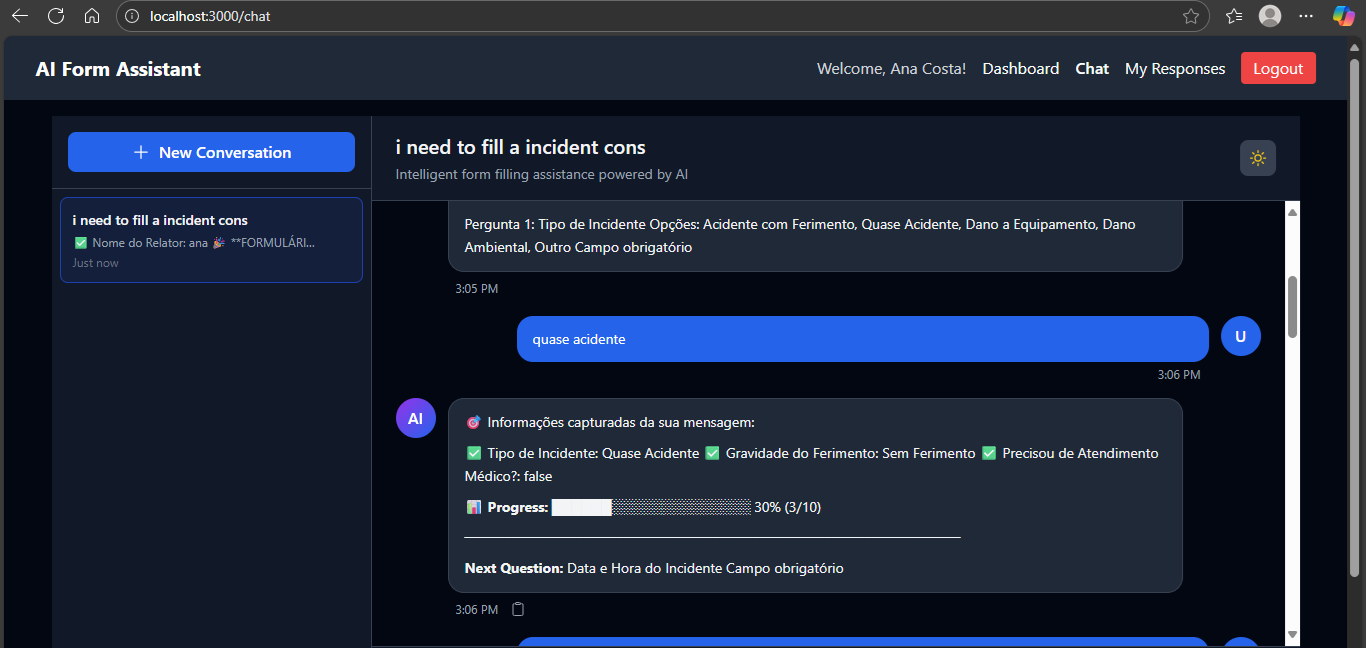 localhost:3000/chat
AI Form Assistant
Welcome, Ana Costa!
Dashboard
Chat
My Responses
Logout
+ New Conversation
i need to fill a incident cons
✅ Nome do Relator: ana 🎉 **FORMULÁRI...
Just now
i need to fill a incident cons
Intelligent form filling assistance powered by AI
Pergunta 1: Tipo de Incidente Opções: Acidente com Ferimento, Quase Acidente, Dano a Equipamento, Dano
Ambiental, Outro Campo obrigatório
3:05 PM
quase acidente
U
3:06 PM
AI
🎯 Informações capturadas da sua mensagem:
✅ Tipo de Incidente: Quase Acidente ✅ Gravidade do Ferimento: Sem Ferimento ✅ Precisou de Atendimento
Médico?: false
📊 Progress: ██████░░░░░░░░░░░░░░ 30% (3/10)
Next Question: Data e Hora do Incidente Campo obrigatório
3:06 PM